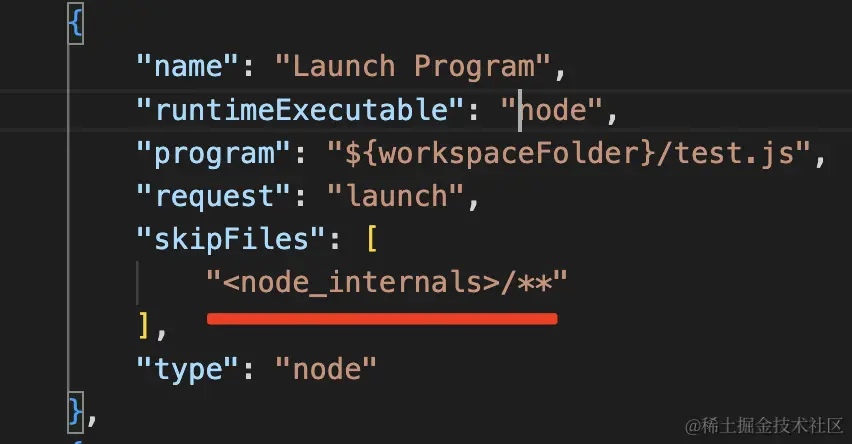 {
"name": "Launch Program",
"runtimeExecutable": "node",
"program": "${workspaceFolder}/test.js",
"request": "launch",
"skipFiles": [
"<node_internals>/**"
],
"type": "node"
},
{
@稀土掘金技术社区